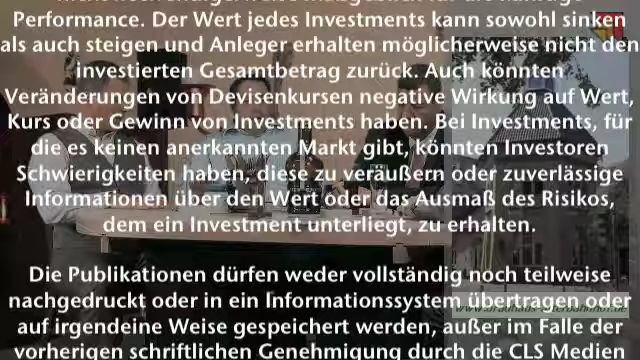 Performance. Der Wert jedes Investments kann sowohl sinken
als auch steigen und Anleger erhalten möglicherweise nicht den
investierten Gesamtbetrag zurück. Auch könnten
Veränderungen von Devisenkursen negative Wirkung auf Wert,
Kurs oder Gewinn von Investments haben. Bei Investments, für
die es keinen anerkannten Markt gibt, könnten Investoren
Schwierigkeiten haben, diese zu veräußern oder zuverlässige
Informationen über den Wert oder das Ausmaß des Risikos,
dem ein Investment unterliegt, zu erhalten.
Die Publikationen dürfen weder vollständig noch teilweise
nachgedruckt oder in ein Informationssystem übertragen oder
auf irgendeine Weise gespeichert werden, außer im Falle der
vorherigen schriftlichen Genehmigung durch die CLS Medien